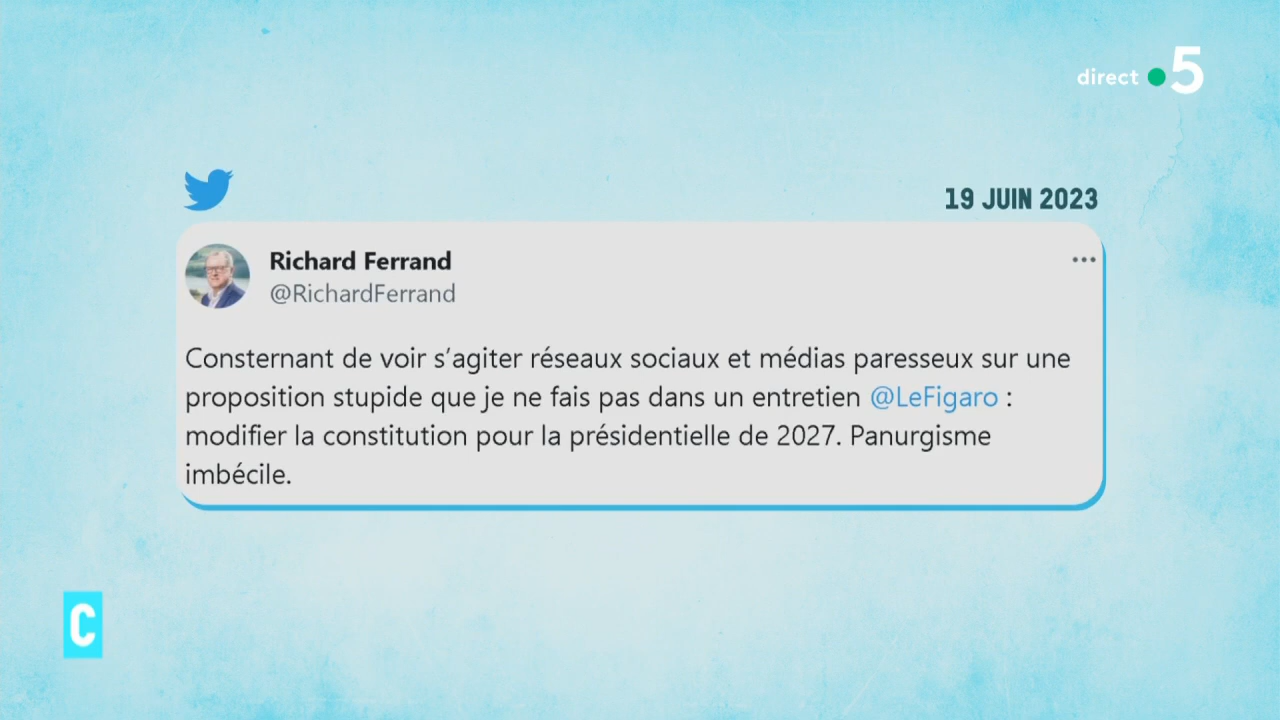 direct 5
19 JUIN 2023
Richard Ferrand
@RichardFerrand
Consternant de voir s'agiter réseaux sociaux et médias paresseux sur une
proposition stupide que je ne fais pas dans un entretien @LeFigaro :
modifier la constitution pour la présidentielle de 2027. Panurgisme
imbécile.
C